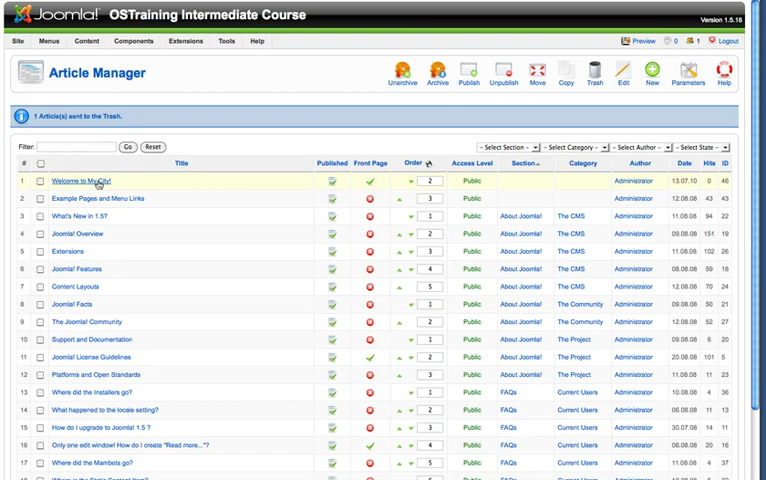 Joomla! OSTraining Intermediate Course
Version 1.5.18
Site Menus Content Components Extensions Tools Help Preview 0 1 Logout
Article Manager
Unarchive Archive Publish Unpublish Move Copy Trash Edit New Parameters Help
1 Article(s) sent to the Trash.
Filter: Go Reset - Select Section - - Select Category - - Select Author - - Select State -
# Title Published Front Page Order Access Level Section Category Author Date Hits ID
1 Welcome to My City! 2 Public Administrator 13.07.10 0 46
2 Example Pages and Menu Links 3 Public Administrator 12.08.08 43 43
3 What's New in 1.5? 1 Public About Joomla! The CMS Administrator 11.08.08 94 22
4 Joomla! Overview 2 Public About Joomla! The CMS Administrator 09.08.08 151 19
5 Extensions 3 Public About Joomla! The CMS Administrator 11.08.08 102 26
6 Joomla! Features 4 Public About Joomla! The CMS Administrator 08.08.08 59 18
7 Content Layouts 5 Public About Joomla! The CMS Administrator 12.08.08 70 24
8 Joomla! Facts 1 Public About Joomla! The Community Administrator 09.08.08 50 21
9 The Joomla! Community 2 Public About Joomla! The Community Administrator 12.08.08 52 27
10 Support and Documentation 1 Public About Joomla! The Project Administrator 09.08.08 6 20
11 Joomla! License Guidelines 2 Public About Joomla! The Project Administrator 20.08.08 101 5
12 Platforms and Open Standards 3 Public About Joomla! The Project Administrator 11.08.08 11 23
13 Where did the Installers go? 1 Public FAQs Current Users Administrator 10.08.08 4 36
14 What happened to the locale setting? 2 Public FAQs Current Users Administrator 06.08.08 11 13
15 How do I upgrade to Joomla! 1.5 ? 3 Public FAQs Current Users Administrator 30.07.08 14 11
16 Only one edit window! How do I create "Read more..."? 4 Public FAQs Current Users Administrator 06.08.08 20 16
17 Where did the Mambots go? 5 Public FAQs Current Users Administrator 11.08.08 4 37